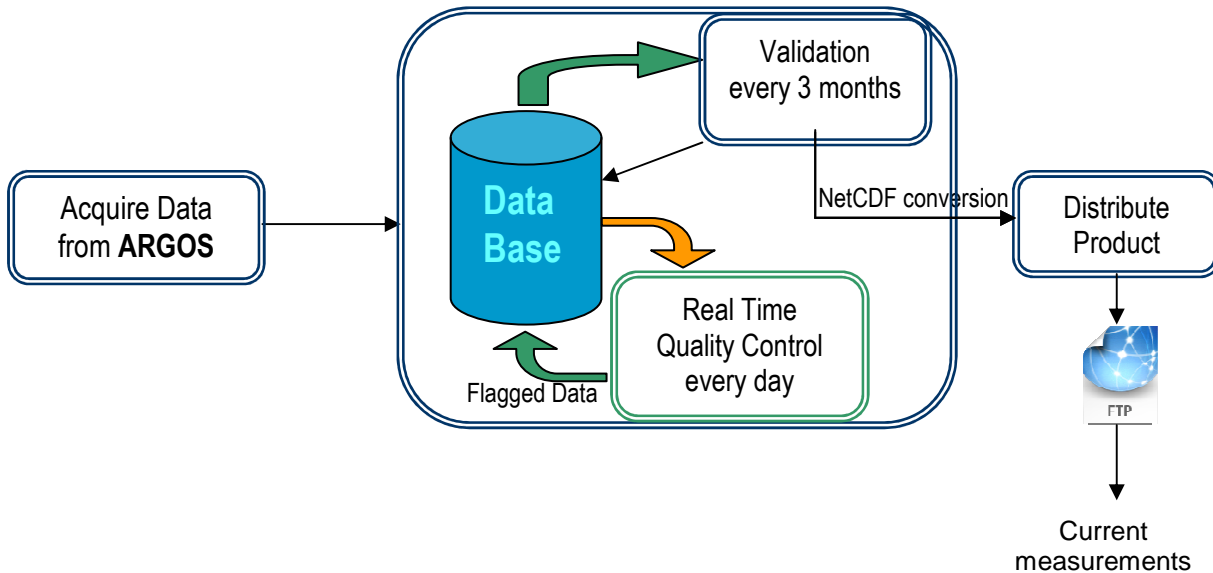 Validation
every 3 months
Acquire Data
from ARGOS
Data
Base
NetCDF conversion
Distribute
Product
Real Time
Quality Control
every day
Flagged Data
FTP
Current
measurements